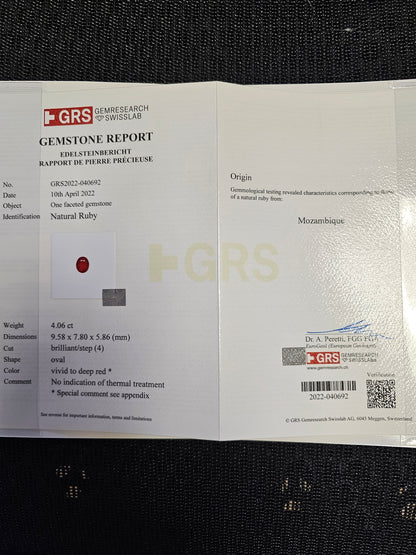 GRS GEMRESEARCH
SWISSLAB
GEMSTONE REPORT
EDELSTEINBERICHT
RAPPORT DE PIERRE PRÉCIEUSE
No. GRS2022-040692
Date 10th April 2022
Object One faceted gemstone
Identification Natural Ruby
Weight 4.06 ct
Dimensions 9.58 x 7.80 x 5.86 (mm)
Cut brilliant/step (4)
Shape oval
Color vivid to deep red *
Comment No indication of thermal treatment
* Special comment see appendix
See reverse for important information, terms and limitations
GRS
Origin
Gemmological testing revealed characteristics corresponding to those
of a natural ruby from:
Mozambique
Dr. A. Peretti, FGG EGA
EuroGeol (European Geologist)
GRS GEMRESEARCH
SWISSLAB
www.gemresearch.ch
Verification
2022-040692
© GRS Gemresearch Swisslab AG, 6045 Meggen, Switzerland